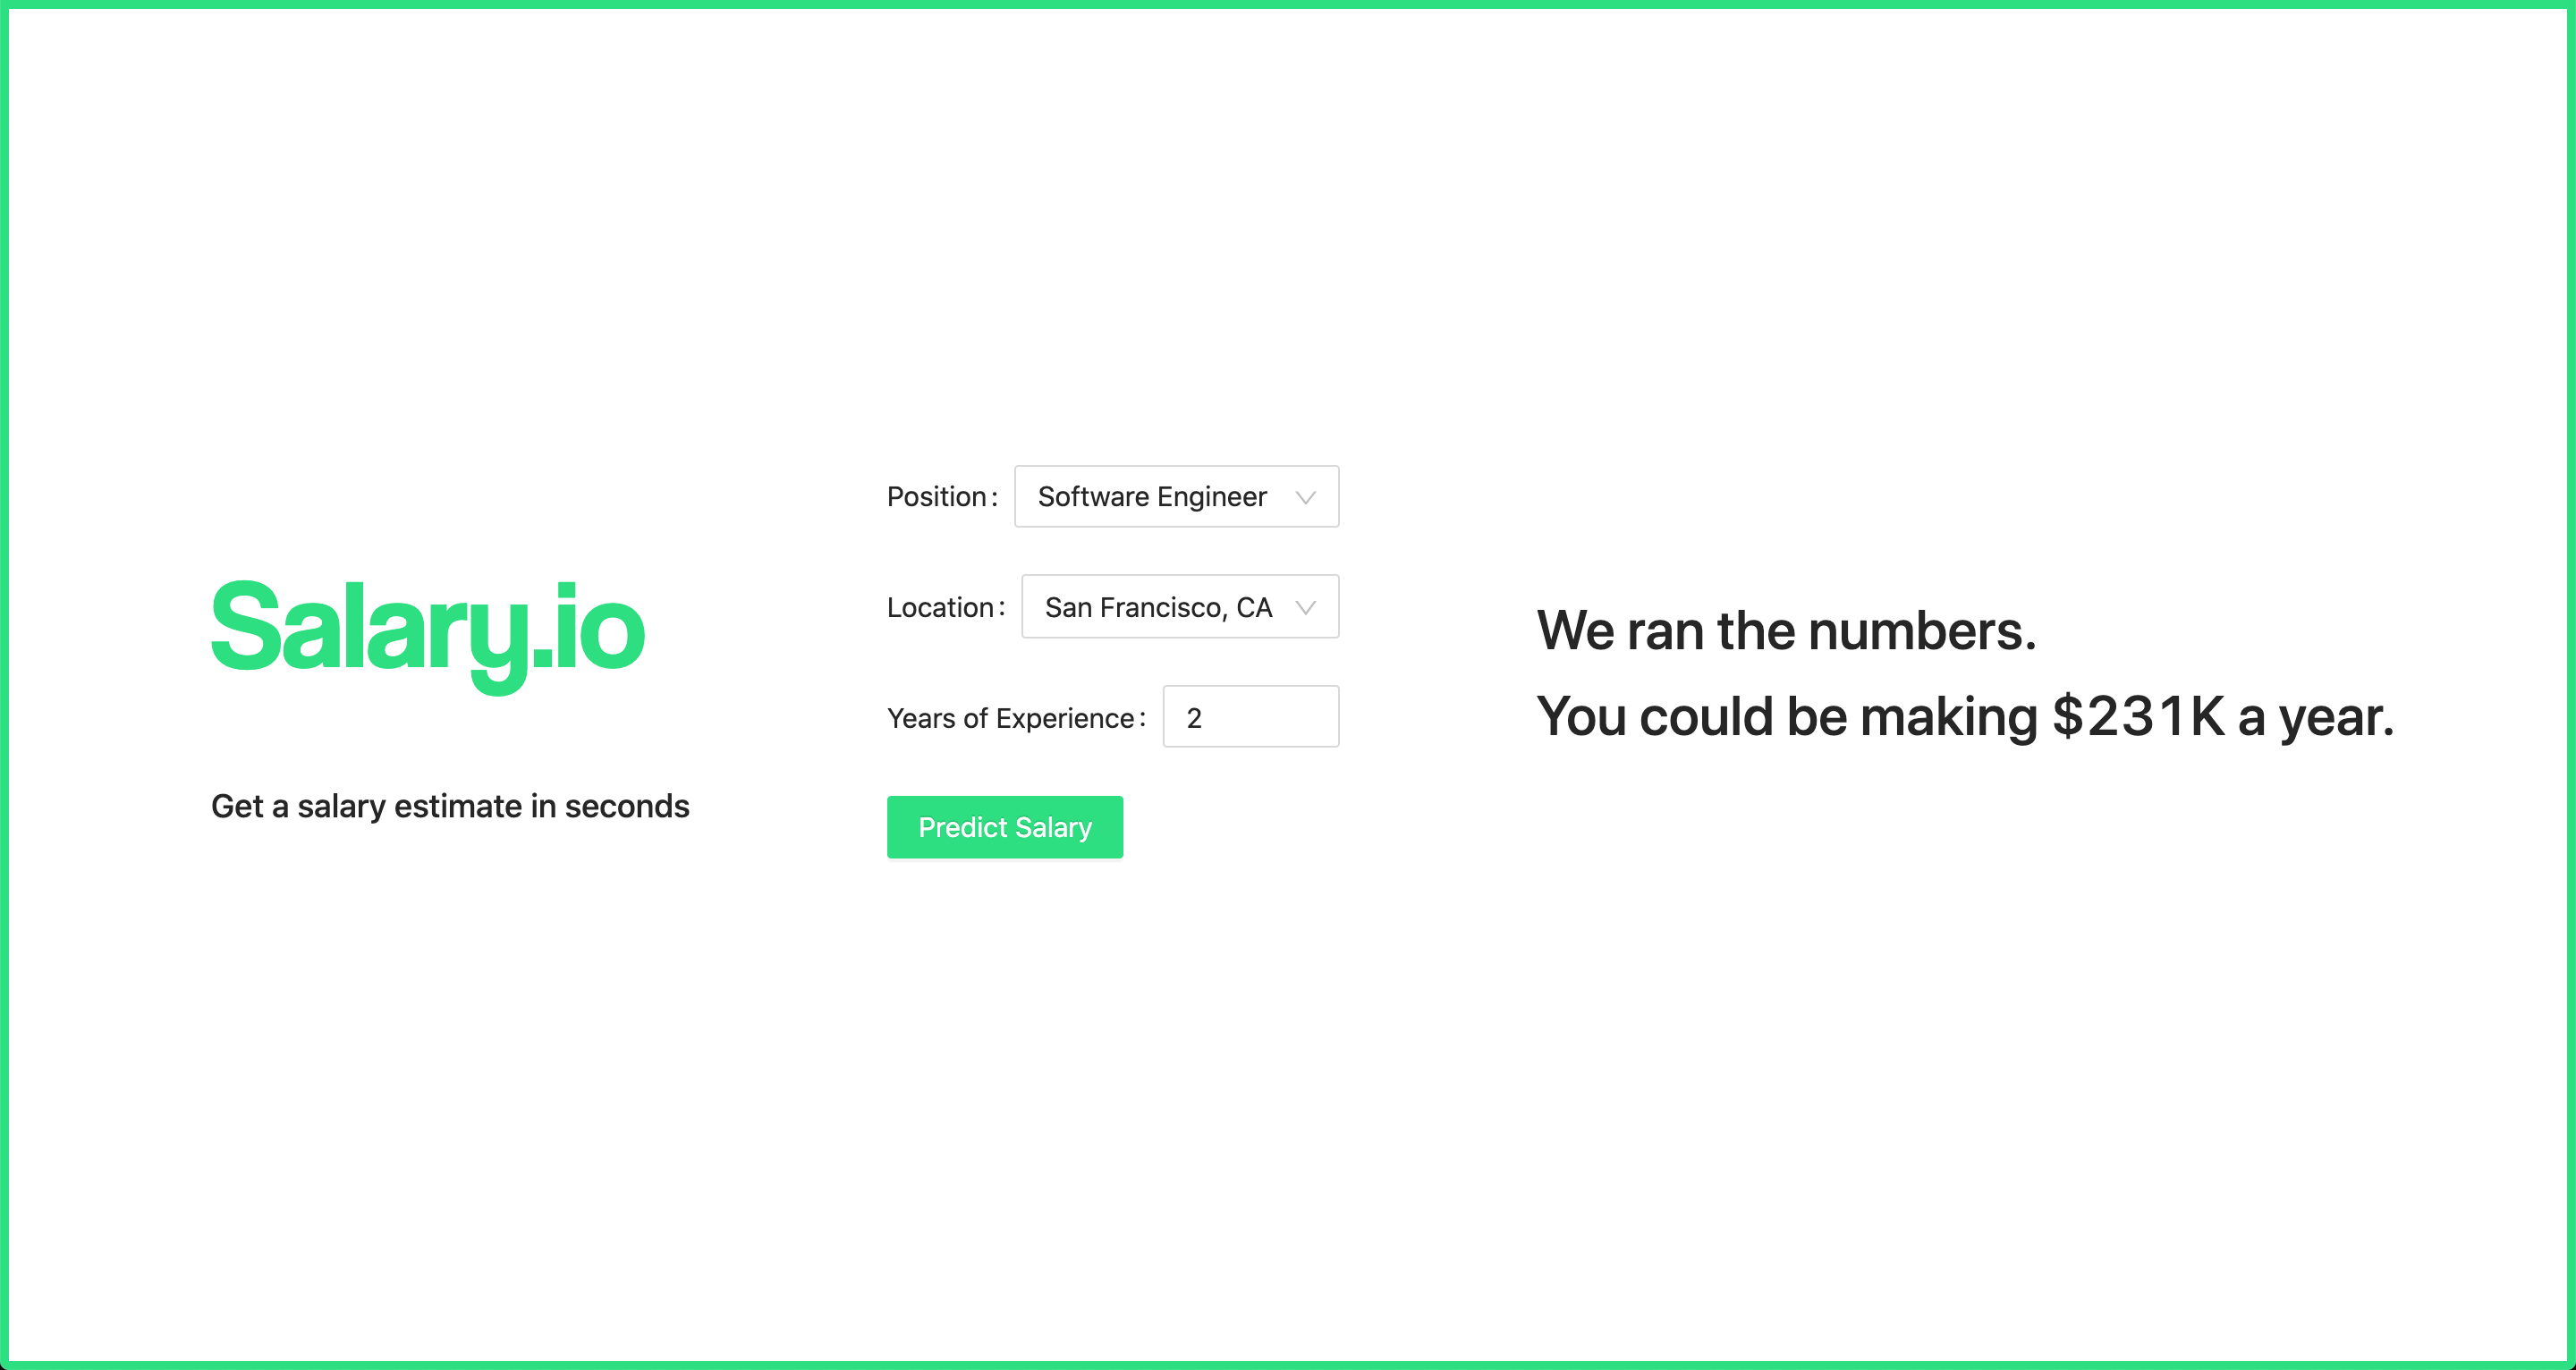 Salary.io
Get a salary estimate in seconds
Position:
Software Engineer
Location:
San Francisco, CA
Years of Experience:
2
Predict Salary
We ran the numbers.
You could be making $231K a year.